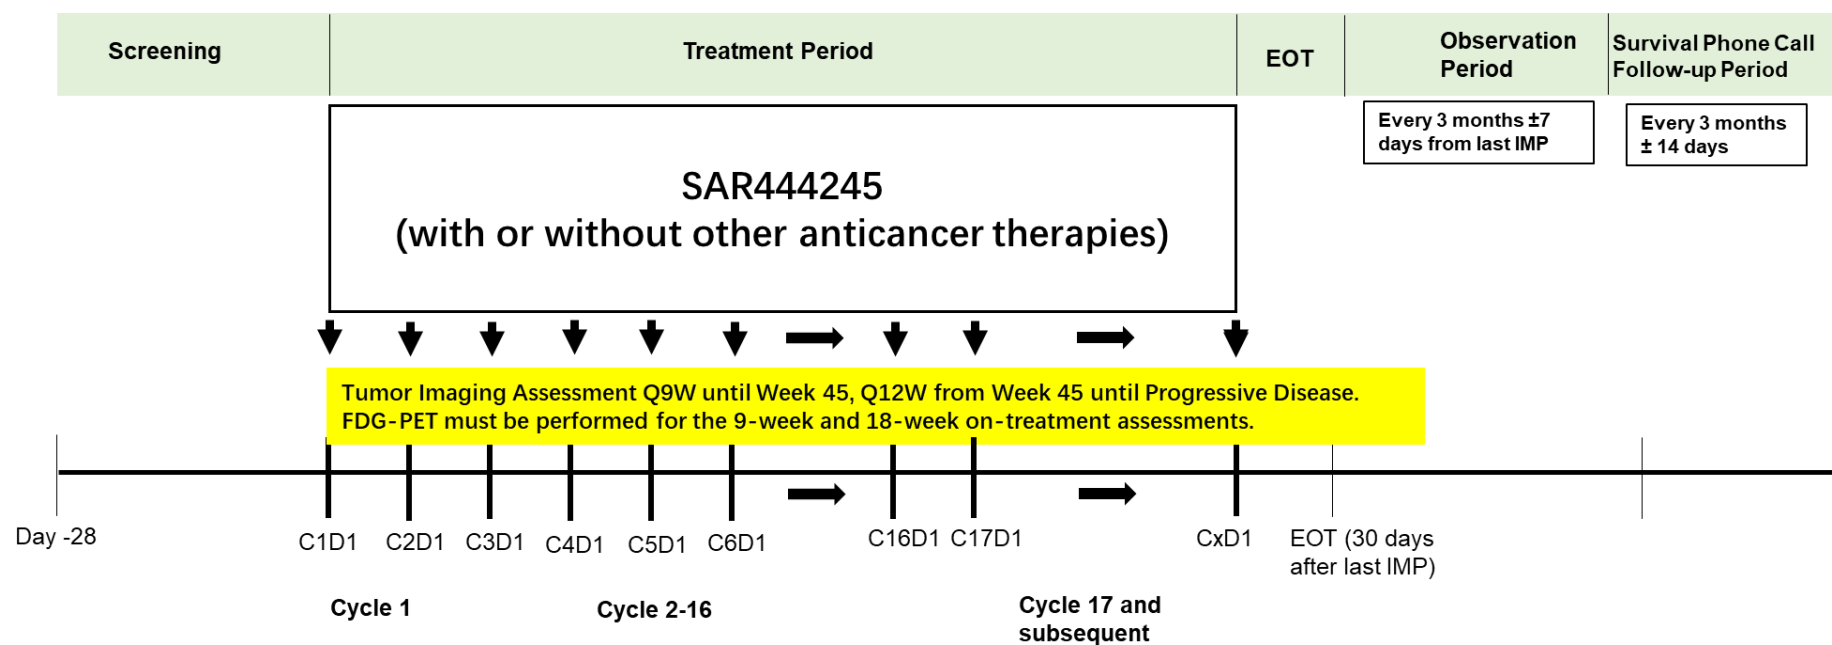 Screening
Treatment Period
EOT
Observation
Period
Survival Phone Call
Follow-up Period
Every 3 months ±7
days from last IMP
Every 3 months
± 14 days
SAR444245
(with or without other anticancer therapies)
Tumor Imaging Assessment Q9W until Week 45, Q12W from Week 45 until Progressive Disease.
FDG-PET must be performed for the 9-week and 18-week on-treatment assessments.
Day -28
C1D1
C2D1
C3D1
C4D1
C5D1
C6D1
C16D1
C17D1
CxD1
EOT (30 days
after last IMP)
Cycle 1
Cycle 2-16
Cycle 17 and
subsequent